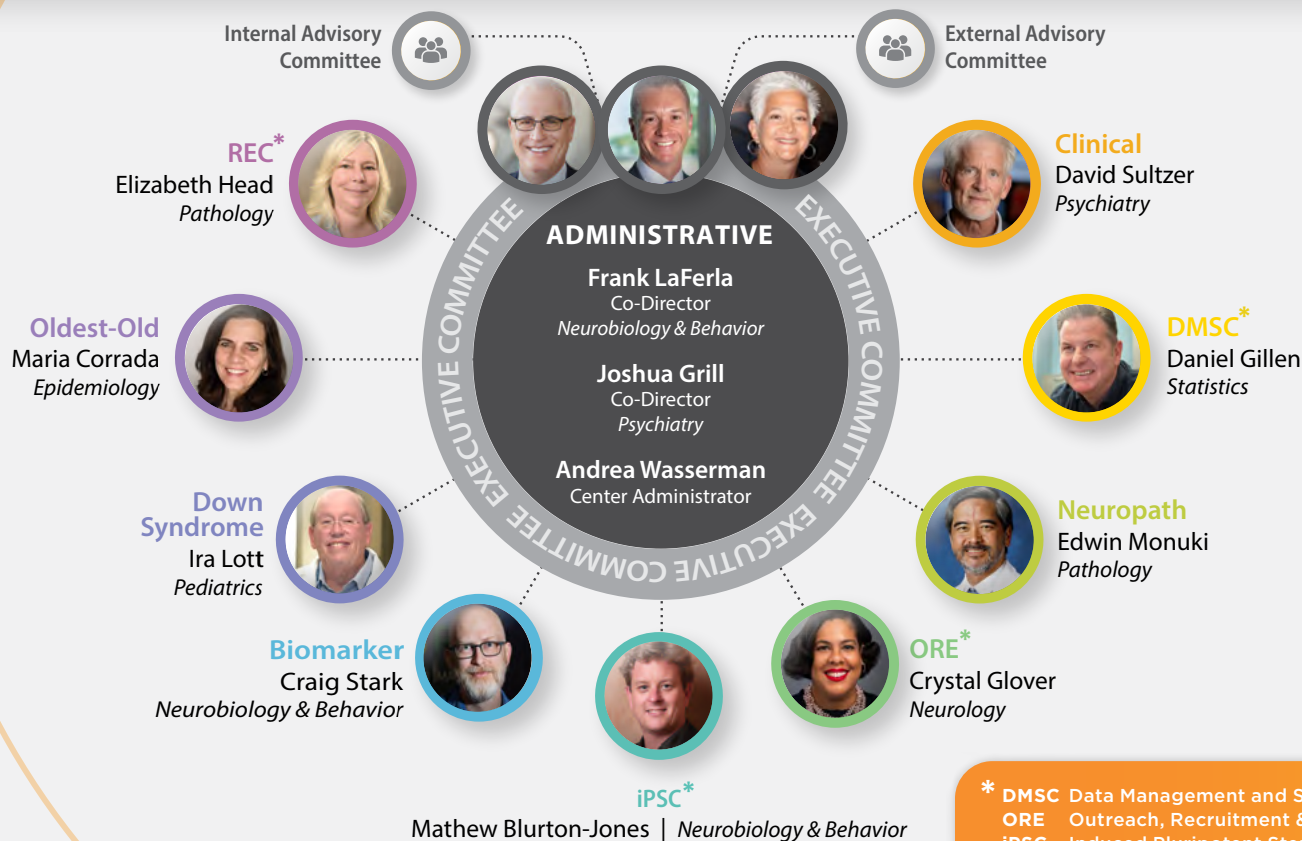 Internal Advisory
Committee
External Advisory
Committee
REC*
Elizabeth Head
Pathology
Clinical
David Sultzer
Psychiatry
EXECUTIVE COMMITTEE EXECUTIVE COMMITTEE EXECUTIVE COMMITTEE EXECUTIVE COMMITTEE
ADMINISTRATIVE
Frank LaFerla
Co-Director
Neurobiology & Behavior
Joshua Grill
Co-Director
Psychiatry
Andrea Wasserman
Center Administrator
Oldest-Old
Maria Corrada
Epidemiology
DMSC*
Daniel Gillen
Statistics
Down
Syndrome
Ira Lott
Pediatrics
Neuropath
Edwin Monuki
Pathology
Biomarker
Craig Stark
Neurobiology & Behavior
ORE*
Crystal Glover
Neurology
iPSC*
Mathew Blurton-Jones | Neurobiology & Behavior
* DMSC Data Management and S
ORE Outreach, Recruitment &
iPSC Induced Pluripotent